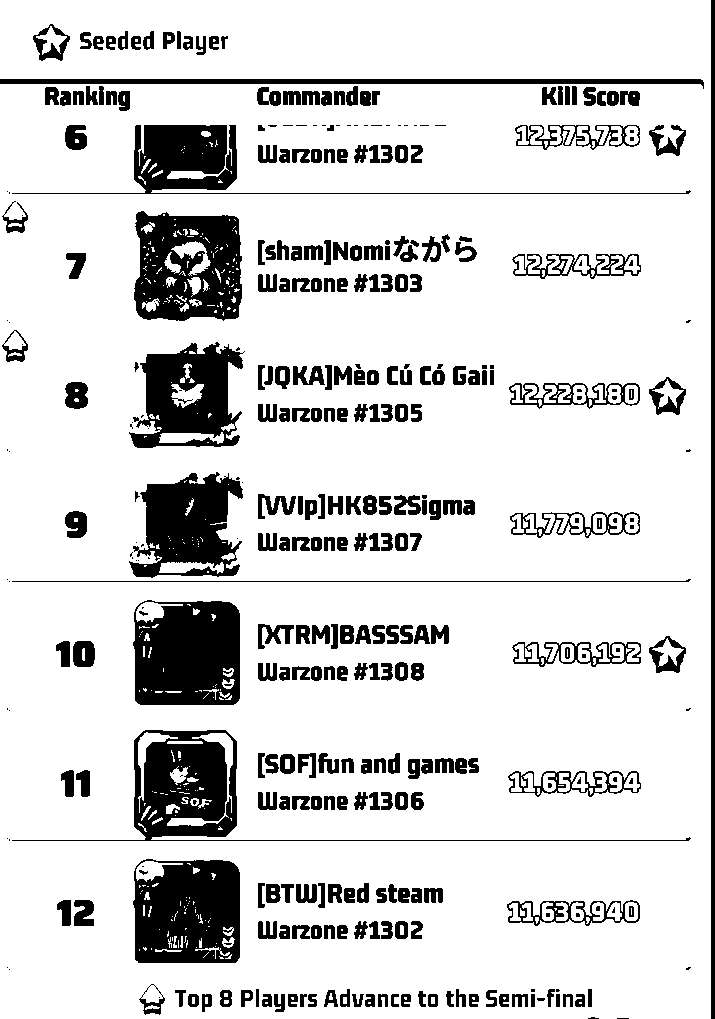 Seeded Player
Ranking Commander Kill Score
6 12,375,738
Warzone #1302
7 [sham]Nomiながら 12,274,224
Warzone #1303
8 [JQKA]Mèo Cú Có Gaii 12,228,180
Warzone #1305
9 [VVIp]HK852Sigma 11,779,098
Warzone #1307
10 [XTRM]BASSSAM 11,706,192
Warzone #1308
11 [SOF]fun and games 11,654,394
SOF
Warzone #1306
12 [BTW]Red steam 11,636,940
Warzone #1302
Top 8 Players Advance to the Semi-final